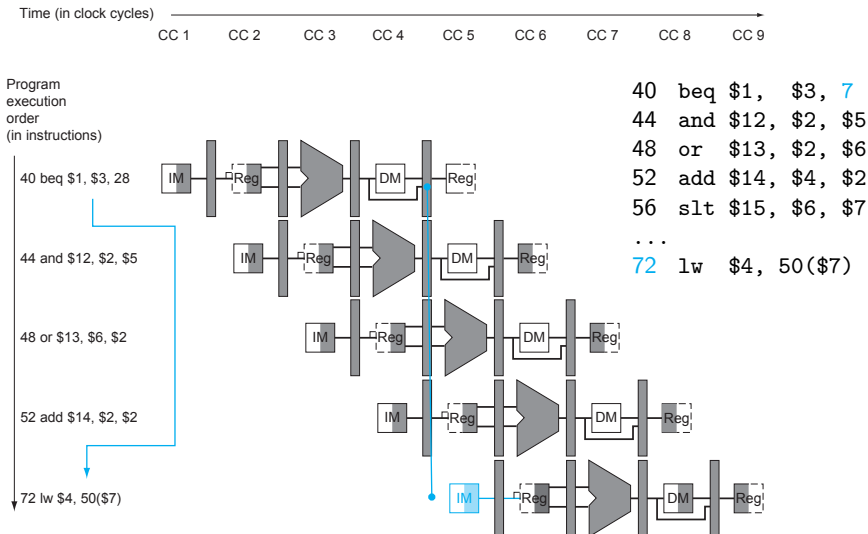 Time (in clock cycles)
CC 1 CC 2 CC 3 CC 4 CC 5 CC 6 CC 7 CC 8 CC 9
Program
execution
order
(in instructions)
40 beq $1, $3, 7
44 and $12, $2, $5
48 or $13, $2, $6
52 add $14, $4, $2
56 slt $15, $6, $7
...
72 lw $4, 50($7)
40 beq $1, $3, 28
IM Reg DM Reg
44 and $12, $2, $5
IM Reg DM Reg
48 or $13, $6, $2
IM Reg DM Reg
52 add $14, $2, $2
IM Reg DM Reg
72 lw $4, 50($7)
IM Reg DM Reg